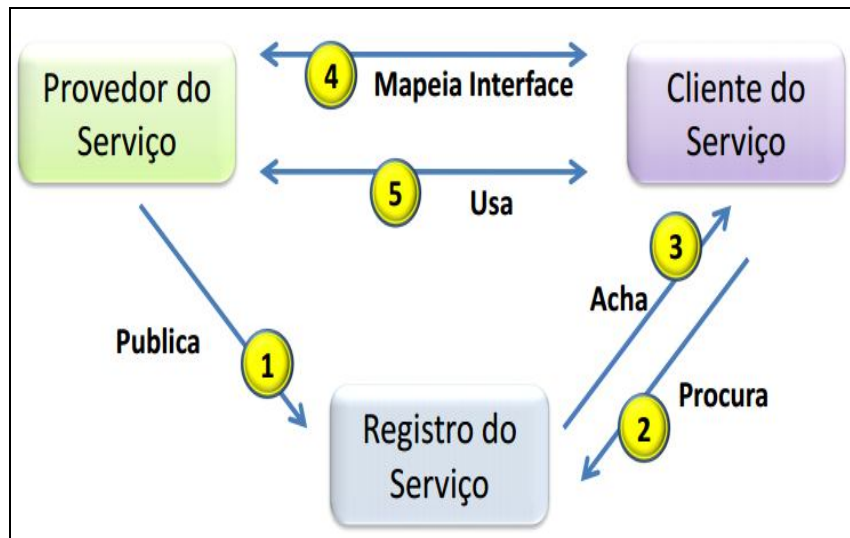 Provedor do
Serviço
4
Mapeia Interface
Cliente do
Serviço
5
Usa
3
Acha
Publica
1
Procura
2
Registro do
Serviço